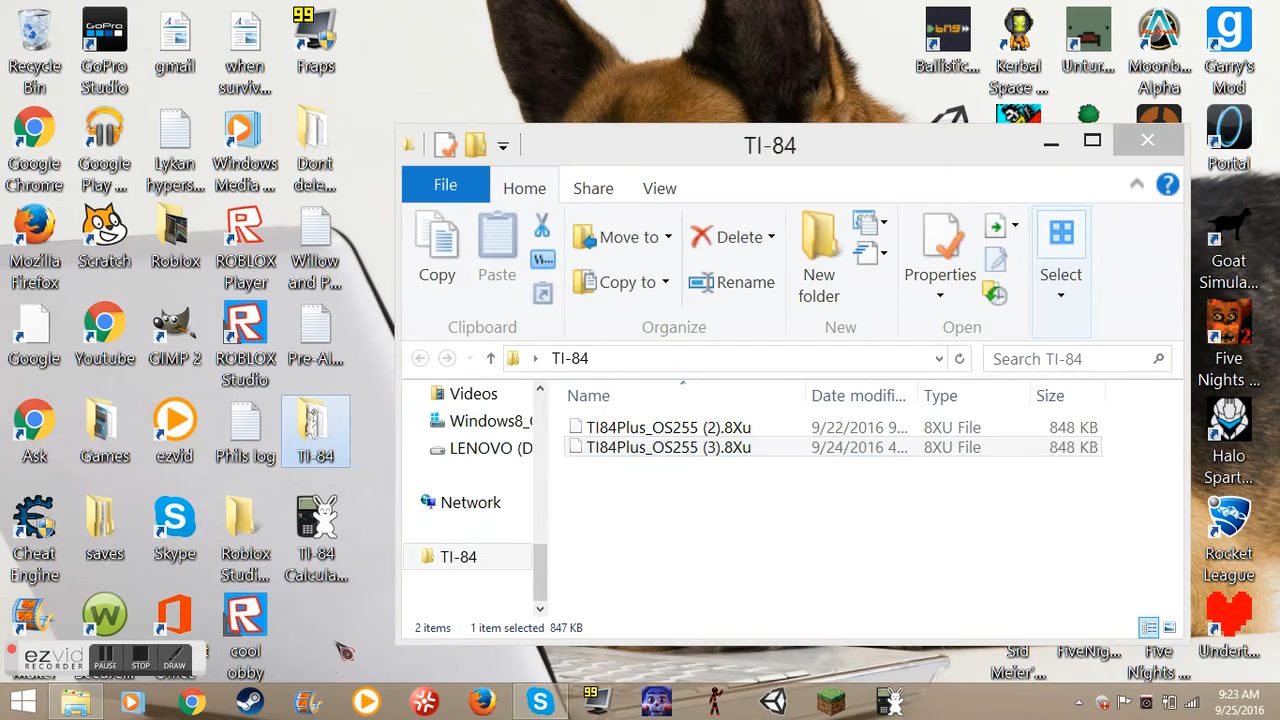 Recycle
Bin
GoPro
GoPro
Studio
gmail
when
surviv...
99
Fraps
Ballistic...
Kerbal
Space ...
Untur...
Moonb...
Alpha
g
Garry's
Mod
Google
Chrome
Google
Play ...
Lykan
hypers...
Windows
Media ...
Dont
dele...
Portal
Mozilla
Firefox
Scratch
Roblox
ROBLOX
Player
Willow
and P...
Goat
Simula...
Google
Youtube
GIMP 2
ROBLOX
Studio
Pre-Al...
Five
Nights ...
Ask
Games
ezvid
Phils log
TI-84
Halo
Spart...
Cheat
Engine
saves
Skype
Roblox
Studi...
TI-84
Calcula...
Rocket
League
cool
obby
Sid
Meier'...
FiveNig...
Five
Nights ...
Undert...
TI-84
File
Home
Share
View
Copy
Paste
W...
Move to
Copy to
Delete
Rename
New
folder
Properties
Select
Clipboard
Organize
New
Open
TI-84
Search TI-84
Videos
Windows8_
LENOVO (D
Network
TI-84
Name
Date modifi...
Type
Size
TI84Plus_OS255 (2).8Xu
9/22/2016 9...
8XU File
848 KB
TI84Plus_OS255 (3).8Xu
9/24/2016 4...
8XU File
848 KB
2 items
1 item selected 847 KB
ezvid
RECORDER
PAUSE
STOP
DRAW
99
9:23 AM
9/25/2016